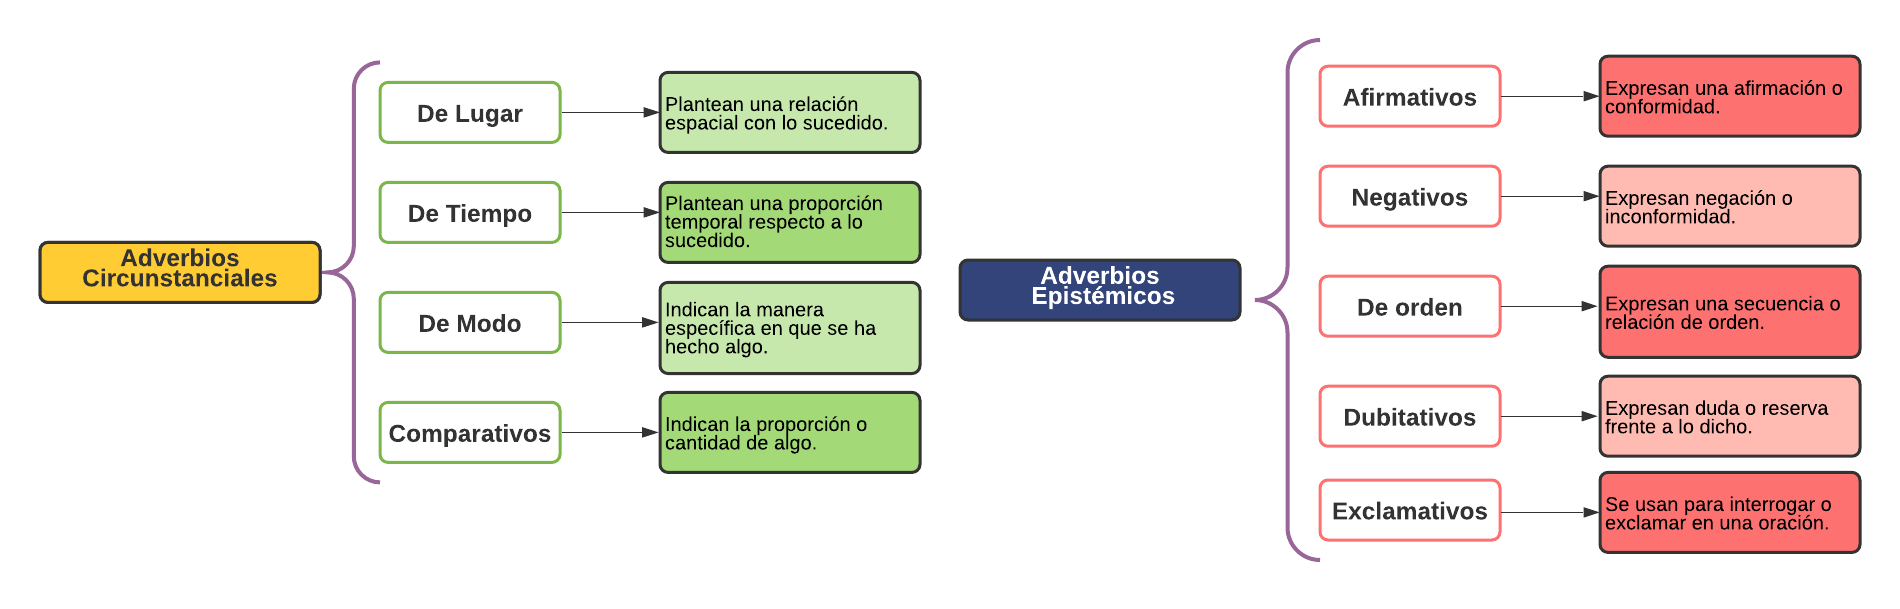 Adverbios
Circunstanciales
De Lugar
Plantean una relación
espacial con lo sucedido.
De Tiempo
Plantean una proporción
temporal respecto a lo
sucedido.
De Modo
Indican la manera
específica en que se ha
hecho algo.
Comparativos
Indican la proporción o
cantidad de algo.
Adverbios
Epistémicos
Afirmativos
Expresan una afirmación o
conformidad.
Negativos
Expresan negación o
inconformidad.
De orden
Expresan una secuencia o
relación de orden.
Dubitativos
Expresan duda o reserva
frente a lo dicho.
Exclamativos
Se usan para interrogar o
exclamar en una oración.